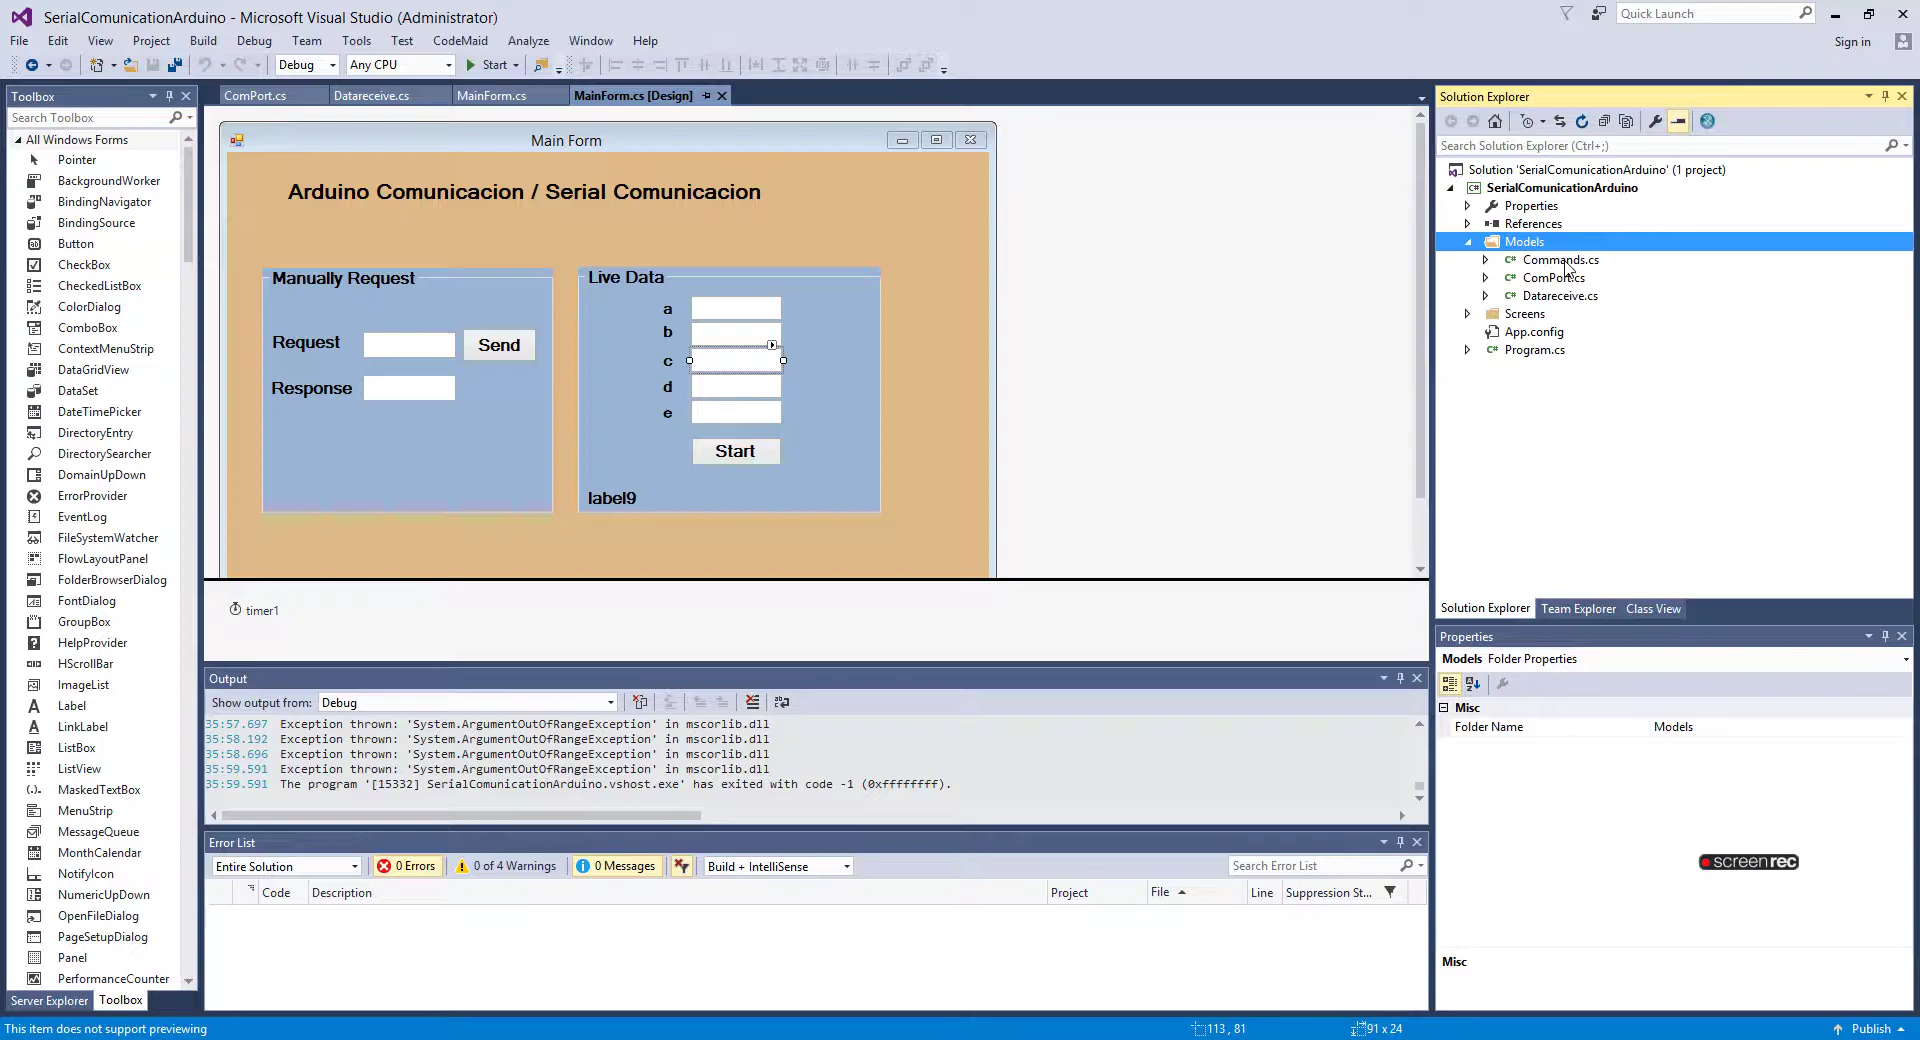 SerialComunicationArduino - Microsoft Visual Studio (Administrator)
Quick Launch
File Edit View Project Build Debug Team Tools Test CodeMaid Analyze Window Help
Sign in
Debug Any CPU Start
Toolbox
Search Toolbox
All Windows Forms
Pointer
BackgroundWorker
BindingNavigator
BindingSource
Button
CheckBox
CheckedListBox
ColorDialog
ComboBox
ContextMenuStrip
DataGridView
DataSet
DateTimePicker
DirectoryEntry
DirectorySearcher
DomainUpDown
ErrorProvider
EventLog
FileSystemWatcher
FlowLayoutPanel
FolderBrowserDialog
FontDialog
GroupBox
HelpProvider
HScrollBar
ImageList
Label
LinkLabel
ListBox
ListView
MaskedTextBox
MenuStrip
MessageQueue
MonthCalendar
NotifyIcon
NumericUpDown
OpenFileDialog
PageSetupDialog
Panel
PerformanceCounter
Server Explorer Toolbox
ComPort.cs Datareceive.cs MainForm.cs MainForm.cs [Design]
Main Form
Arduino Comunicacion / Serial Comunicacion
Manually Request
Request Send
Response
Live Data
a
b
c
d
e
Start
label9
timer1
Output
Show output from: Debug
35:57.697 Exception thrown: 'System.ArgumentOutOfRangeException' in mscorlib.dll
35:58.192 Exception thrown: 'System.ArgumentOutOfRangeException' in mscorlib.dll
35:58.696 Exception thrown: 'System.ArgumentOutOfRangeException' in mscorlib.dll
35:59.591 Exception thrown: 'System.ArgumentOutOfRangeException' in mscorlib.dll
35:59.591 The program '[15332] SerialComunicationArduino.vshost.exe' has exited with code -1 (0xffffffff).
Error List
Entire Solution 0 Errors 0 of 4 Warnings 0 Messages Build + IntelliSense Search Error List
Code Description Project File Line Suppression St...
Solution Explorer
Search Solution Explorer (Ctrl+;)
Solution 'SerialComunicationArduino' (1 project)
C# SerialComunicationArduino
Properties
References
Models
C# Commands.cs
C# ComPort.cs
C# Datareceive.cs
Screens
App.config
C# Program.cs
Solution Explorer Team Explorer Class View
Properties
Models Folder Properties
Misc
Folder Name Models
screenrec
Misc
This item does not support previewing 113 , 81 91 x 24 Publish